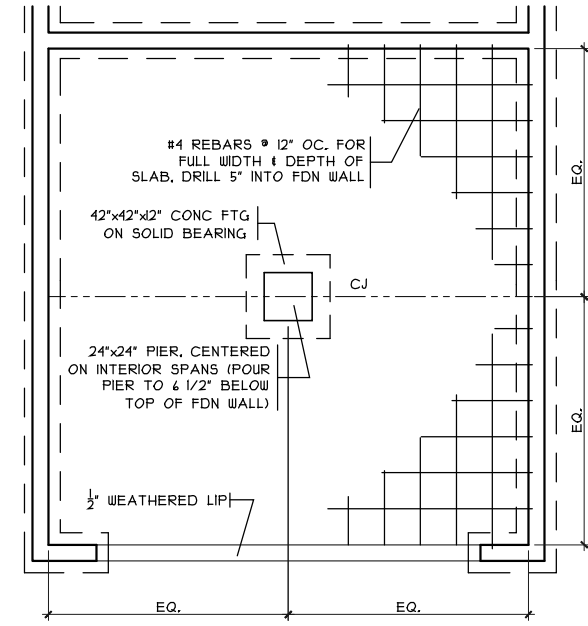 #4 REBARS @ 12" OC. FOR
FULL WIDTH & DEPTH OF
SLAB, DRILL 5" INTO FDN WALL
42"x42"x12" CONC FTG
ON SOLID BEARING
CJ
24"x24" PIER, CENTERED
ON INTERIOR SPANS (POUR
PIER TO 6 1/2" BELOW
TOP OF FDN WALL)
½" WEATHERED LIP
EQ.
EQ.
EQ.
EQ.